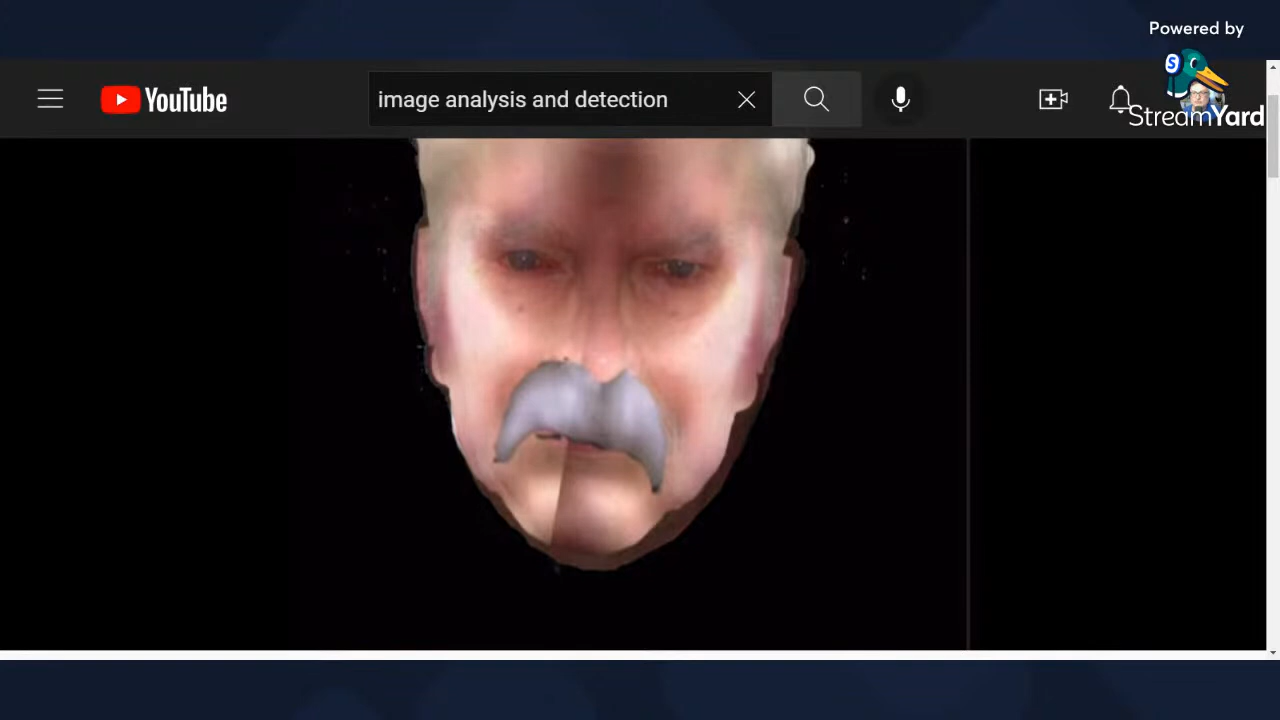 Powered by
YouTube
image analysis and detection
S
StreamYard